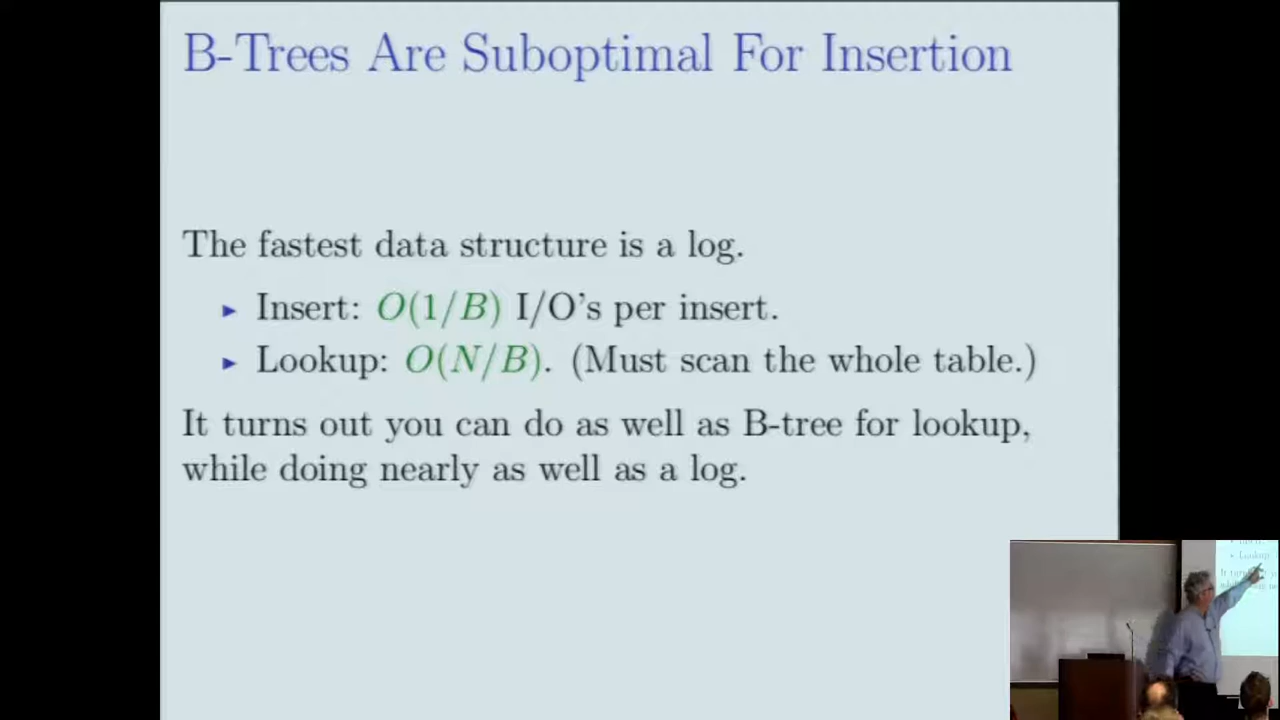 B-Trees Are Suboptimal For Insertion
The fastest data structure is a log.
▸ Insert: O(1/B) I/O's per insert.
▸ Lookup: O(N/B). (Must scan the whole table.)
It turns out you can do as well as B-tree for lookup,
while doing nearly as well as a log.
Lookup